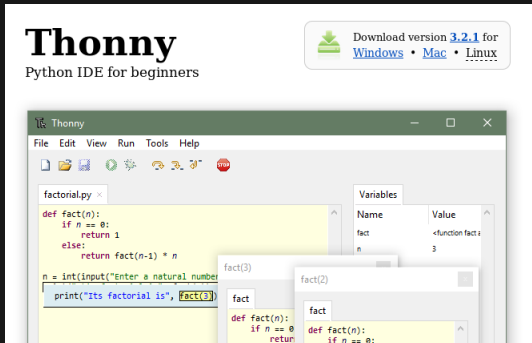 Thonny
Python IDE for beginners
Download version 3.2.1 for
Windows • Mac • Linux
Thonny
File Edit View Run Tools Help
STOP
factorial.py ×
def fact(n):
if n == 0:
return 1
else:
return fact(n-1) * n
n = int(input("Enter a natural number
print("Its factorial is", fact(3))
Variables
Name Value
fact <function fact a
n 3
fact(3)
fact
def fact(n):
if n == 0
retur
fact(2)
fact
def fact(n):
if n == 0: